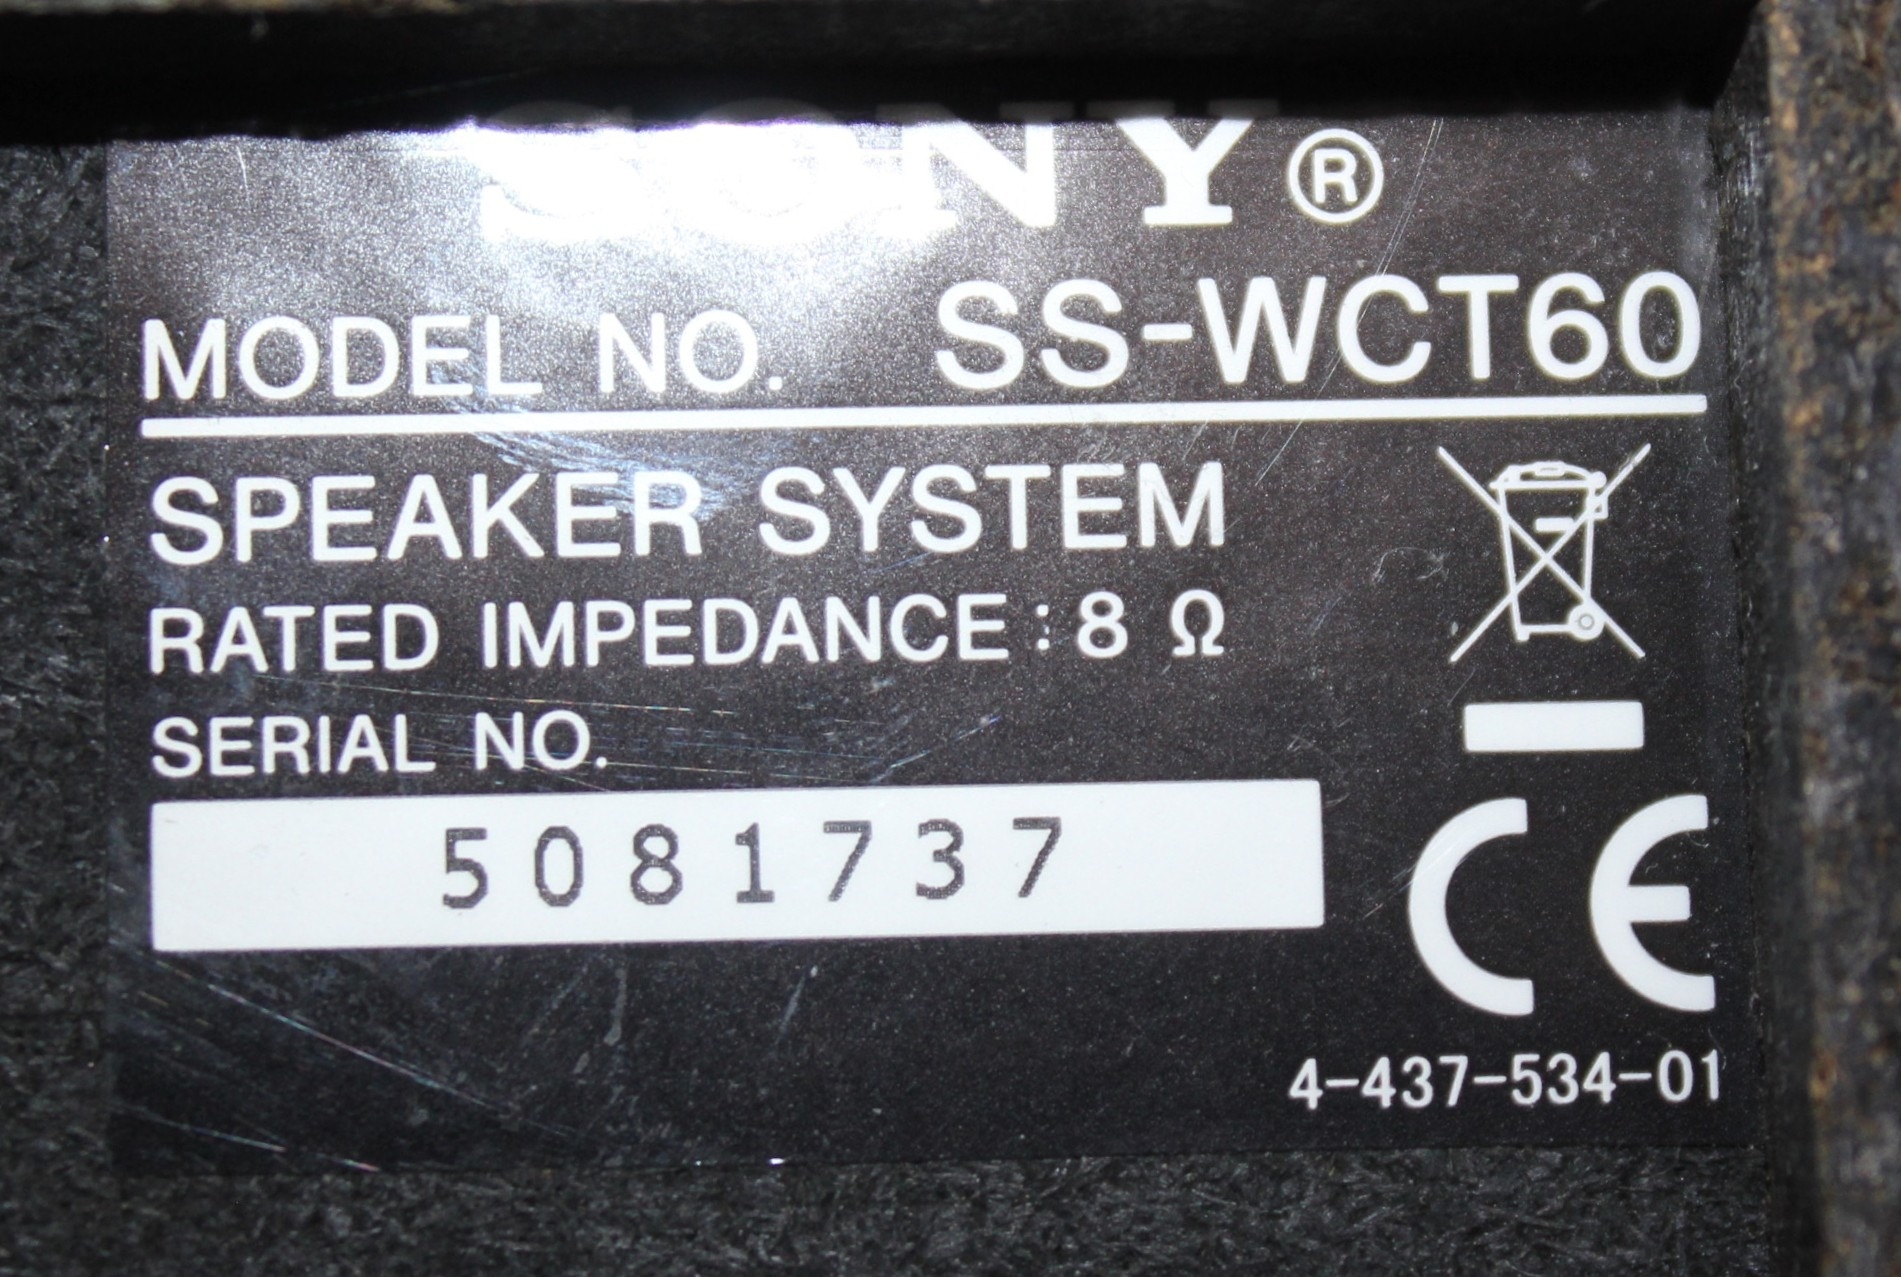 SONY®
MODEL NO. SS-WCT60
SPEAKER SYSTEM
RATED IMPEDANCE : 8 Ω
SERIAL NO.
5081737
CE
4-437-534-01